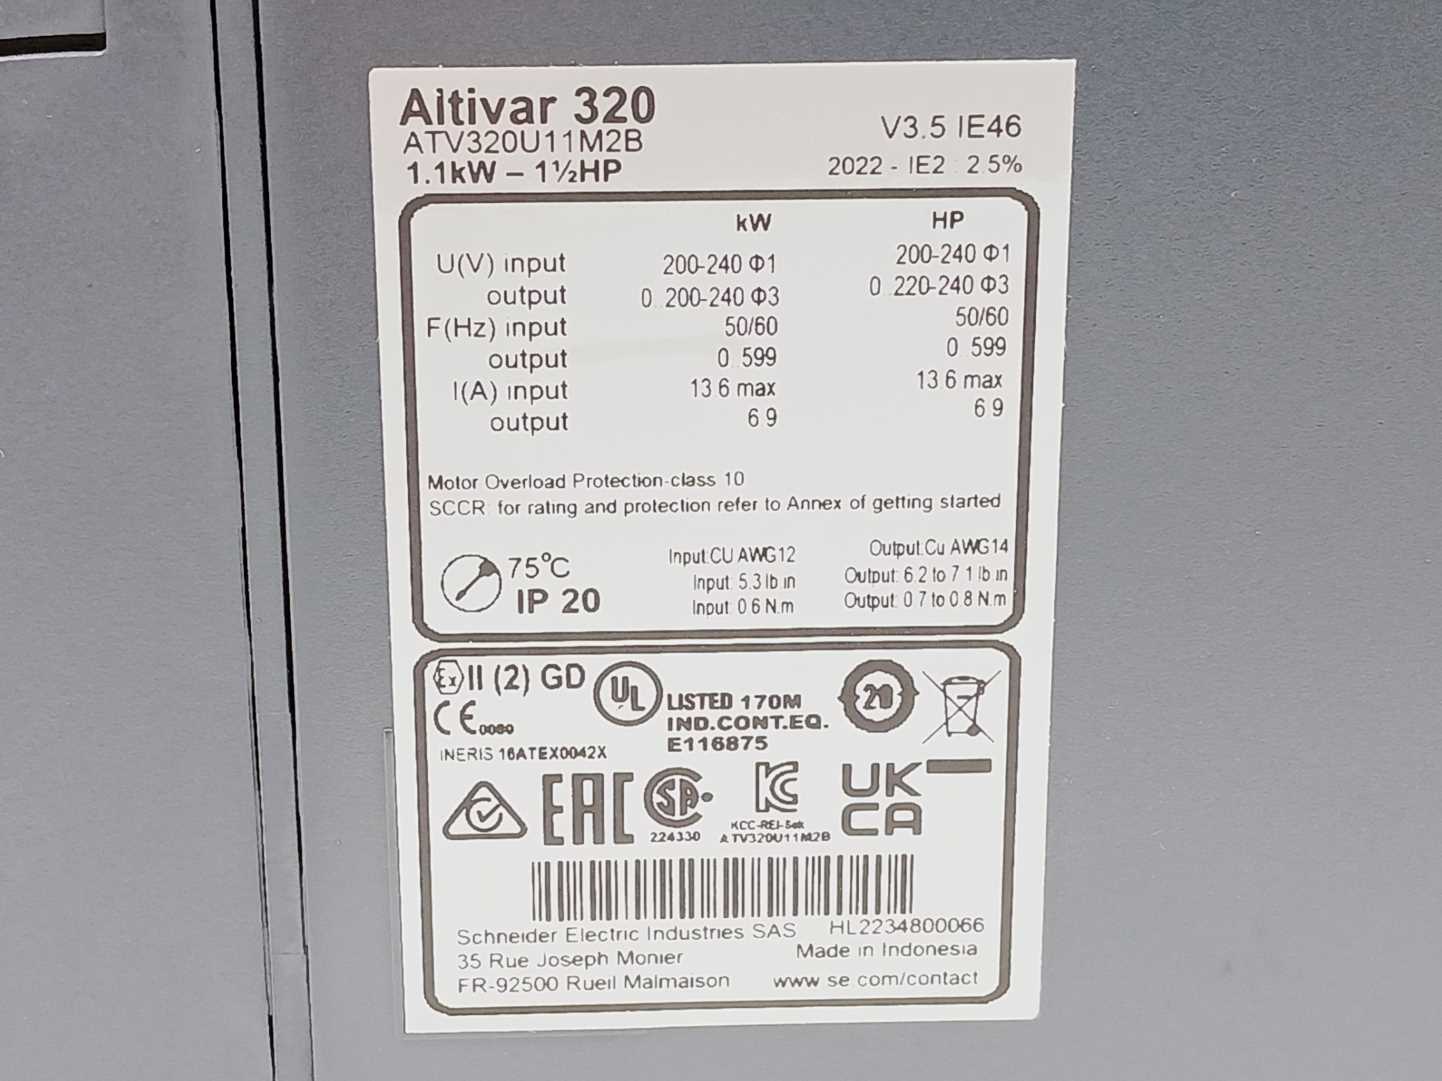 Altivar 320
ATV320U11M2B
1.1kW – 1½HP
V3.5 IE46
2022 - IE2 : 2.5%
kW HP
U(V) input 200-240 Φ1 200-240 Φ1
output 0..200-240 Φ3 0..220-240 Φ3
F(Hz) input 50/60 50/60
output 0..599 0..599
I(A) input 13.6 max 13.6 max
output 6.9 6.9
Motor Overload Protection-class 10
SCCR: for rating and protection refer to Annex of getting started
75°C
IP 20
Input:CU AWG12 Output:Cu AWG14
Input: 5.3 lb.in Output: 6.2 to 7.1 lb.in
Input: 0.6 N.m Output: 0.7 to 0.8 N.m
Ex II (2) GD
CE 0080
INERIS 16ATEX0042X
UL
LISTED 170M
IND.CONT.EQ.
E116875
20
EAC
SA
224330
KC
KCC-REI-Sek
ATV320U11M2B
UK
CA
Schneider Electric Industries SAS HL2234800066
35 Rue Joseph Monier Made in Indonesia
FR-92500 Rueil Malmaison www.se.com/contact